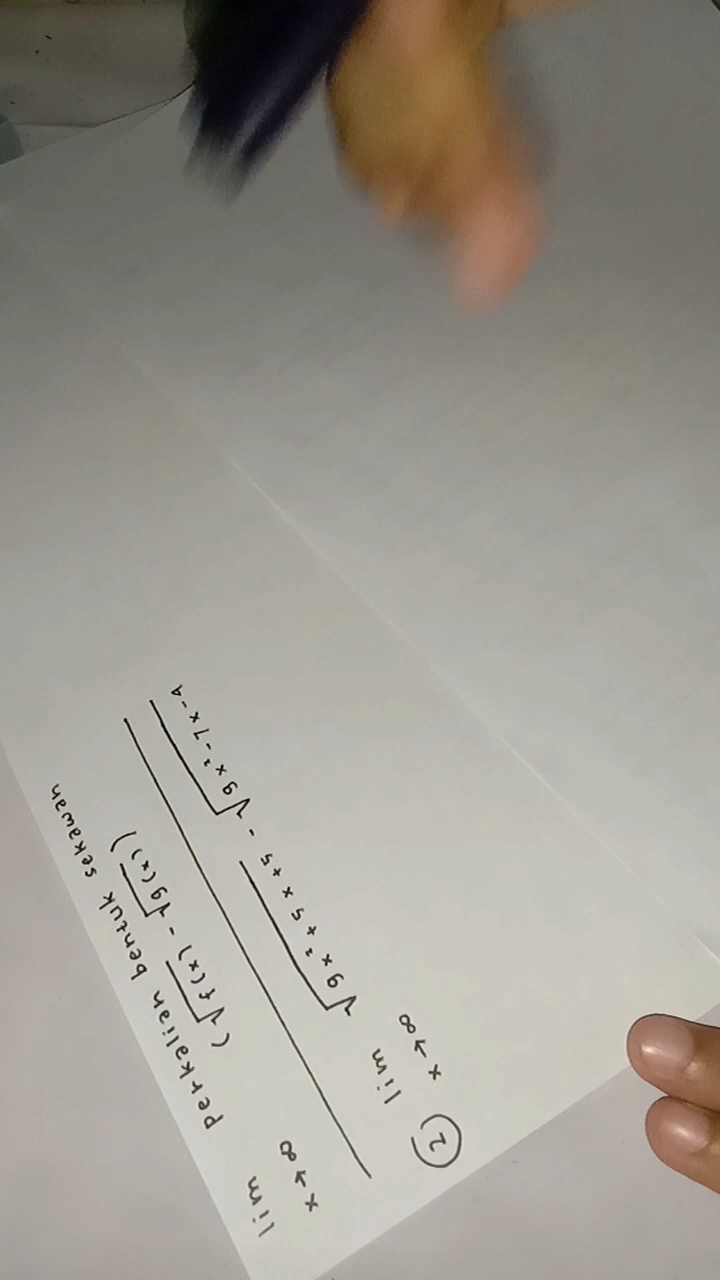 lim perkalian bentuk sekawan
x→∞ (√f(x) - √g(x))
② lim √9x²+5x+5 - √9x²-7x-4
x→∞